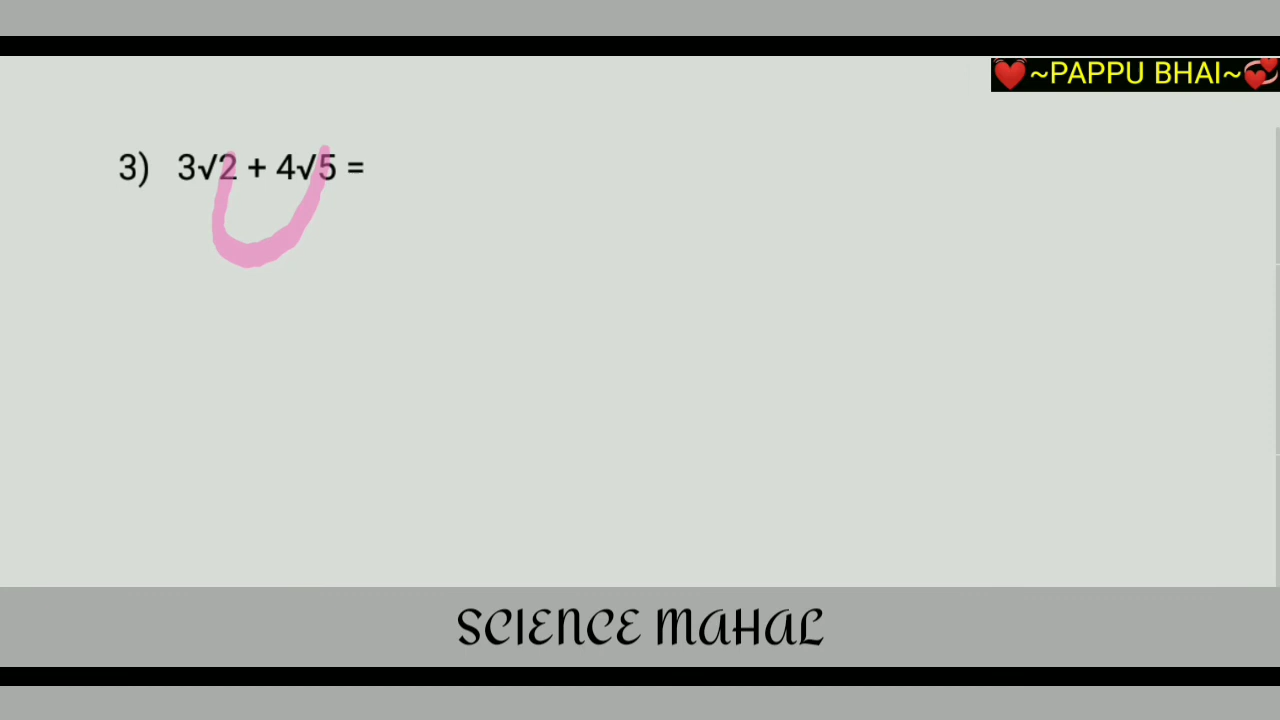 ❤️~PAPPU BHAI~💞
3) 3√2 + 4√5 =
SCIENCE MAHAL